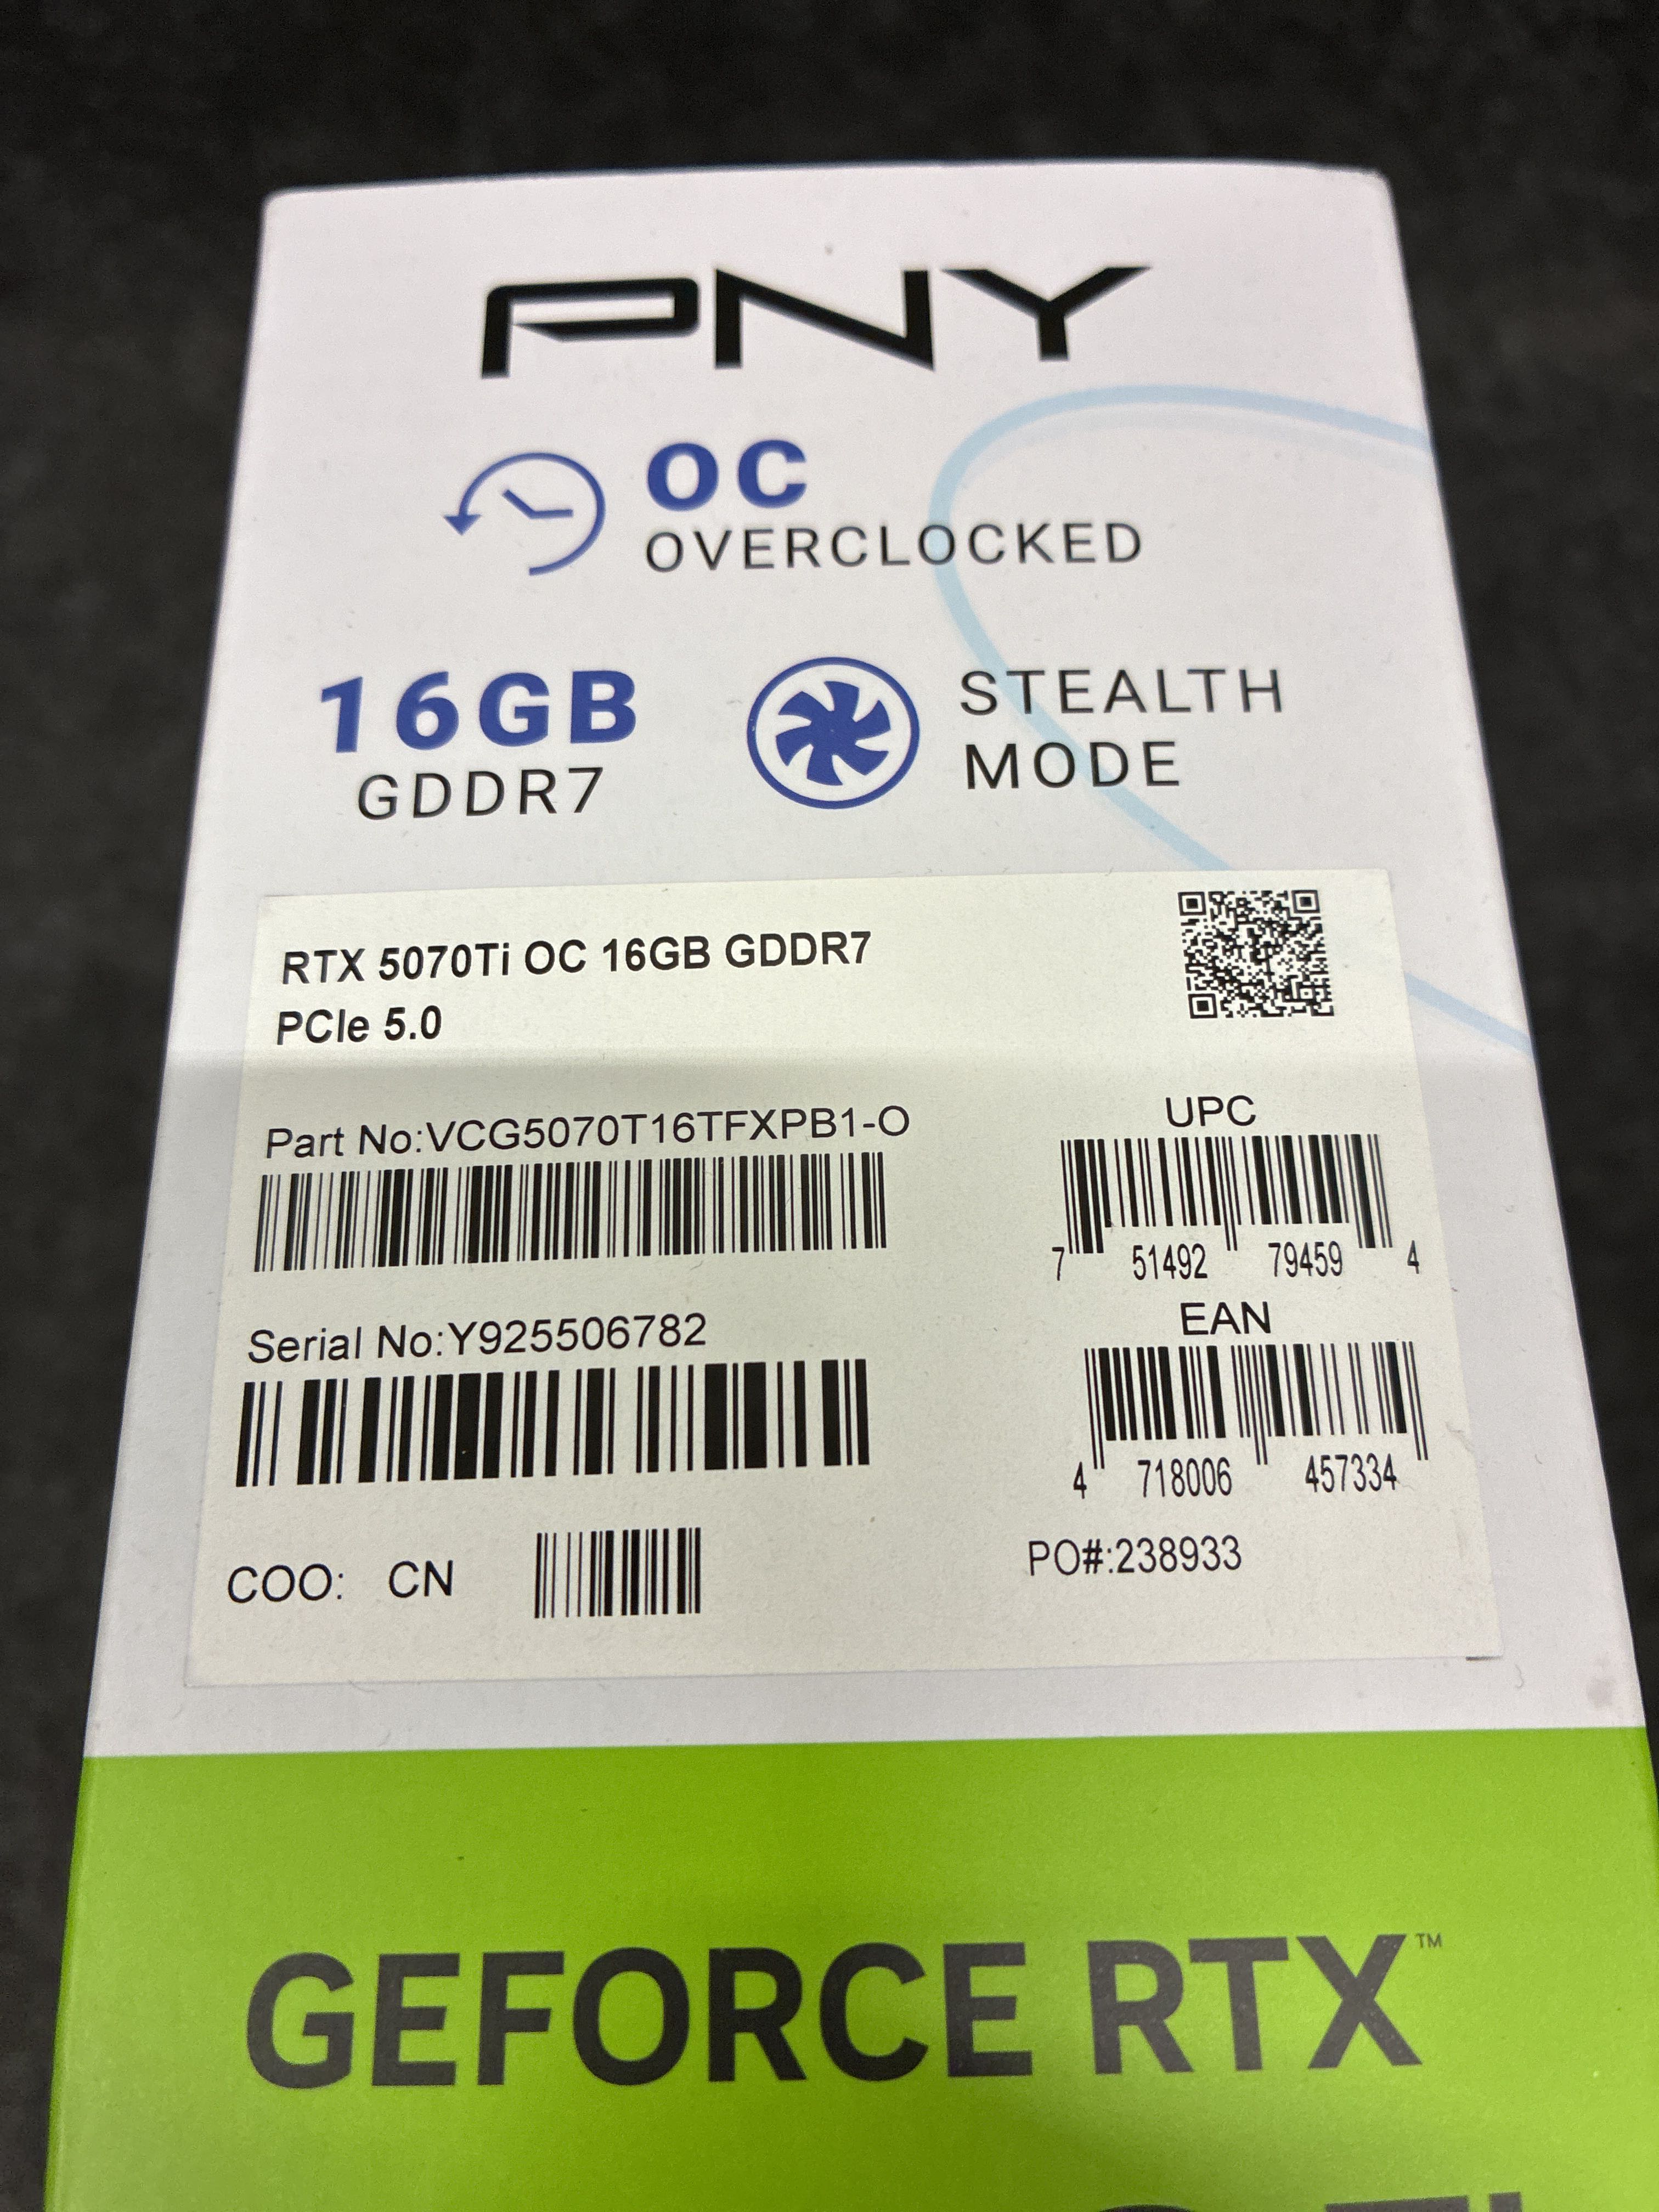 PNY
OC
OVERCLOCKED
16GB
GDDR7
STEALTH
MODE
RTX 5070Ti OC 16GB GDDR7
PCIe 5.0
Part No:VCG5070T16TFXPB1-O
UPC
7 51492 79459 4
Serial No:Y925506782
EAN
4 718006 457334
COO: CN
PO#:238933
GEFORCE RTX™